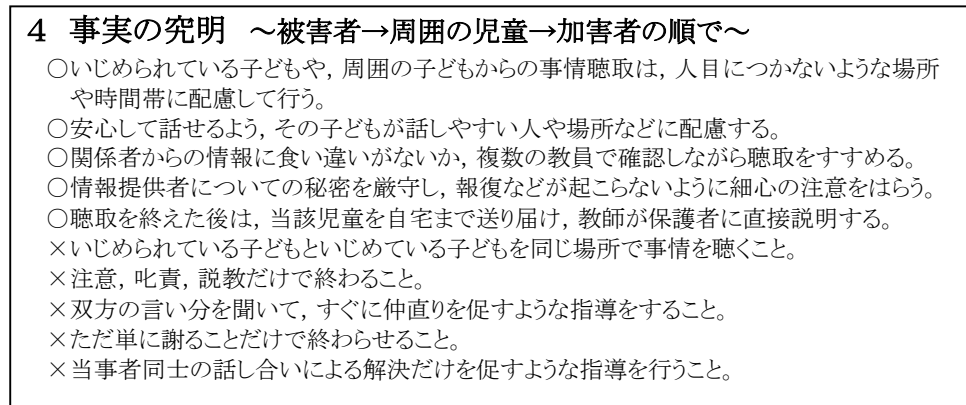 4 事実の究明 ~被害者→周囲の児童→加害者の順で~
○いじめられている子どもや，周囲の子どもからの事情聴取は，人目につかないような場所
や時間帯に配慮して行う。
○安心して話せるよう，その子どもが話しやすい人や場所などに配慮する。
○関係者からの情報に食い違いがないか，複数の教員で確認しながら聴取をすすめる。
○情報提供者についての秘密を厳守し，報復などが起こらないように細心の注意をはらう。
○聴取を終えた後は，当該児童を自宅まで送り届け，教師が保護者に直接説明する。
×いじめられている子どもといじめている子どもを同じ場所で事情を聴くこと。
×注意，叱責，説教だけで終わること。
×双方の言い分を聞いて，すぐに仲直りを促すような指導をすること。
×ただ単に謝ることだけで終わらせること。
×当事者同士の話し合いによる解決だけを促すような指導を行うこと。